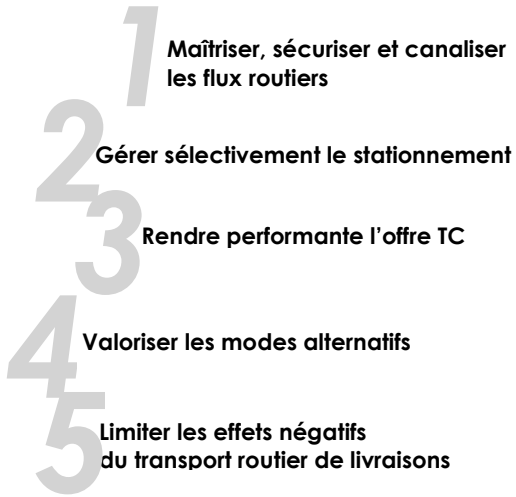 1
Maîtriser, sécuriser et canaliser
les flux routiers
2
Gérer sélectivement le stationnement
3
Rendre performante l’offre TC
4
Valoriser les modes alternatifs
5
Limiter les effets négatifs
du transport routier de livraisons